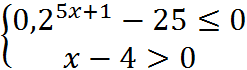 0,2^{5x+1} − 25 ≤ 0
x − 4 > 0